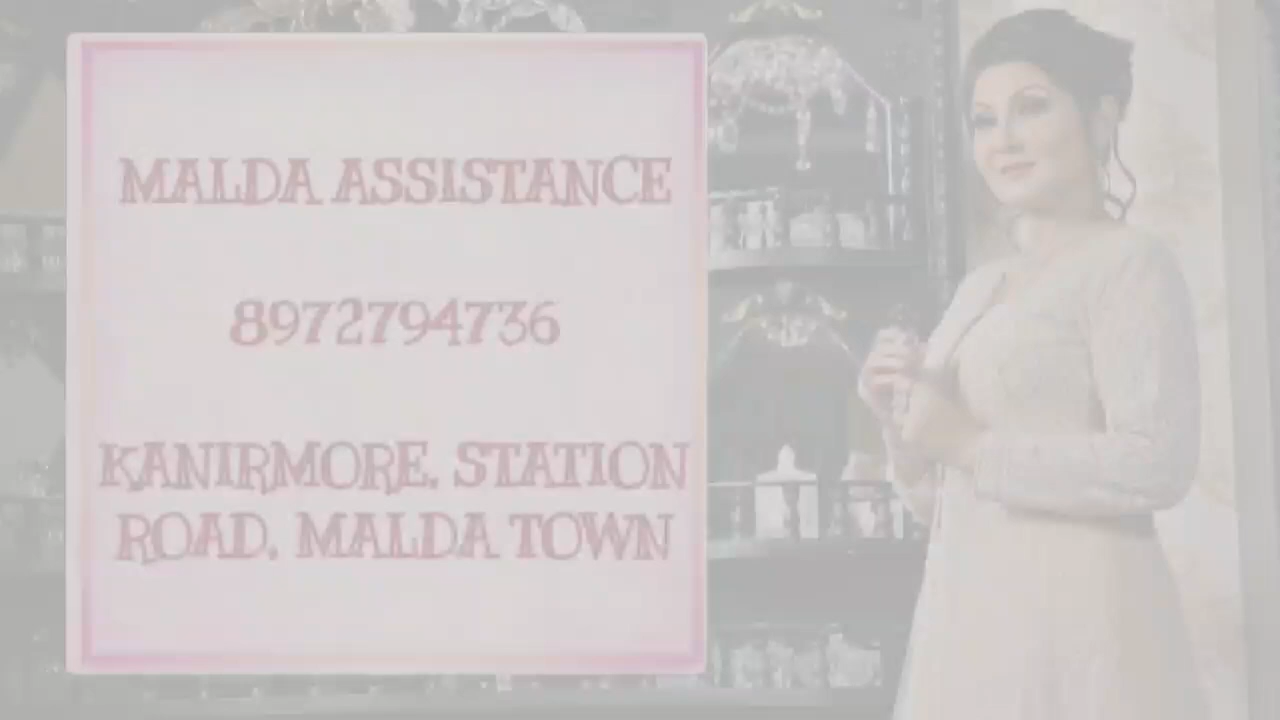 MALDA ASSISTANCE
8972794736
KANIRMORE, STATION
ROAD, MALDA TOWN